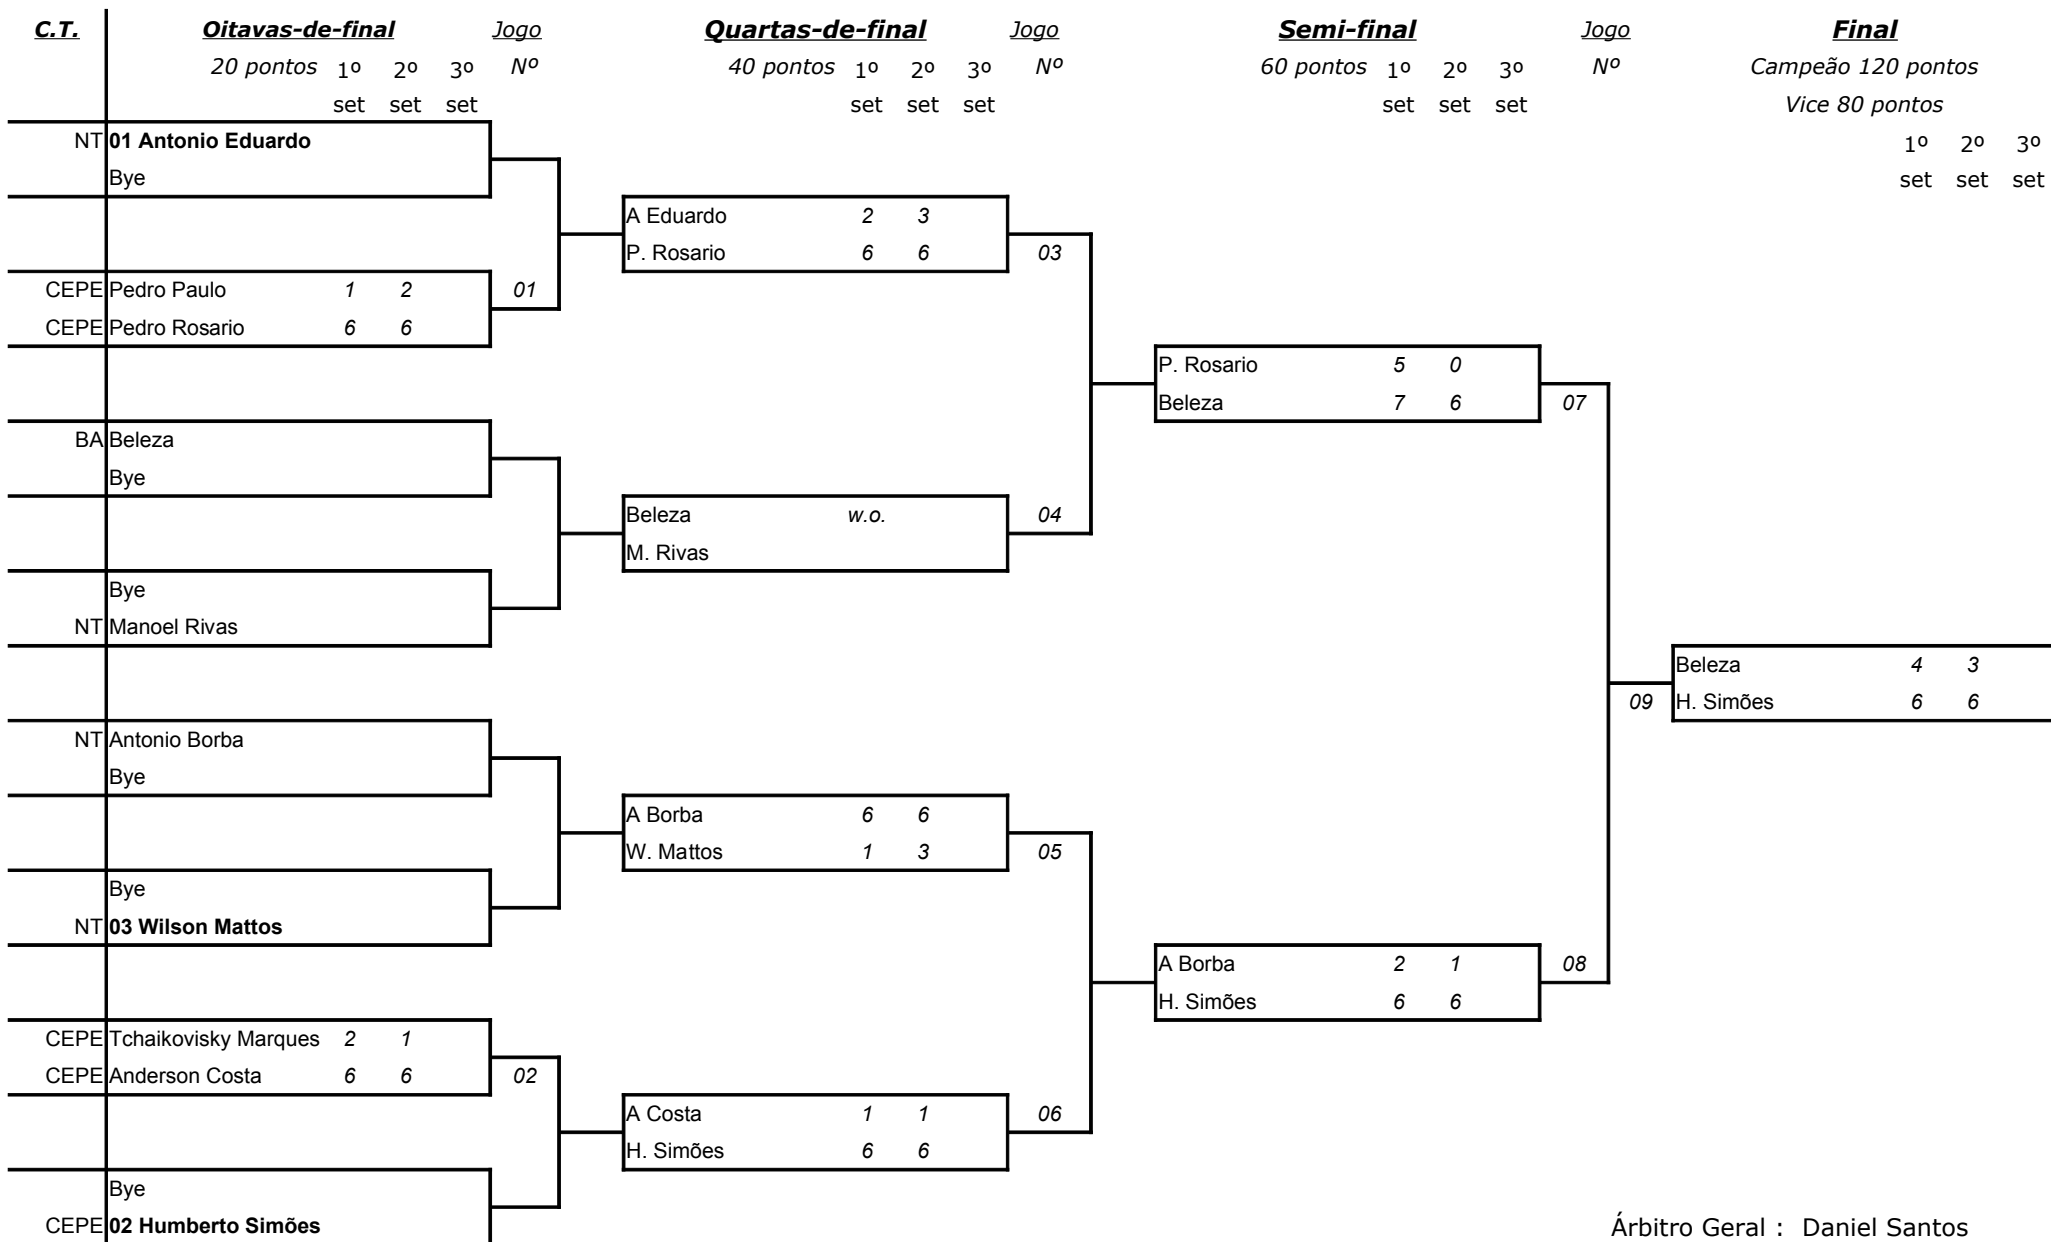 C.T. Oitavas-de-final Jogo Quartas-de-final Jogo Semi-final Jogo Final
20 pontos 1º 2º 3º Nº 40 pontos 1º 2º 3º Nº 60 pontos 1º 2º 3º Nº Campeão 120 pontos
set set set set set set set set set Vice 80 pontos
NT 01 Antonio Eduardo 1º 2º 3º
Bye set set set
A Eduardo 2 3
P. Rosario 6 6 03
CEPE Pedro Paulo 1 2 01
CEPE Pedro Rosario 6 6
P. Rosario 5 0
Beleza 7 6 07
BA Beleza
Bye
Beleza w.o. 04
M. Rivas
Bye
NT Manoel Rivas
Beleza 4 3
09 H. Simões 6 6
NT Antonio Borba
Bye
A Borba 6 6
W. Mattos 1 3 05
Bye
NT 03 Wilson Mattos
A Borba 2 1 08
H. Simões 6 6
CEPE Tchaikovisky Marques 2 1
CEPE Anderson Costa 6 6 02
A Costa 1 1 06
H. Simões 6 6
Bye
CEPE 02 Humberto Simões Árbitro Geral : Daniel Santos